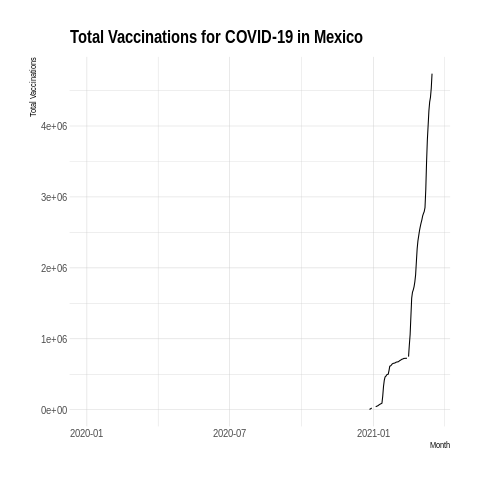 Total Vaccinations for COVID-19 in Mexico
Total Vaccinations
4e+06
3e+06
2e+06
1e+06
0e+00
2020-01 2020-07 2021-01
Month